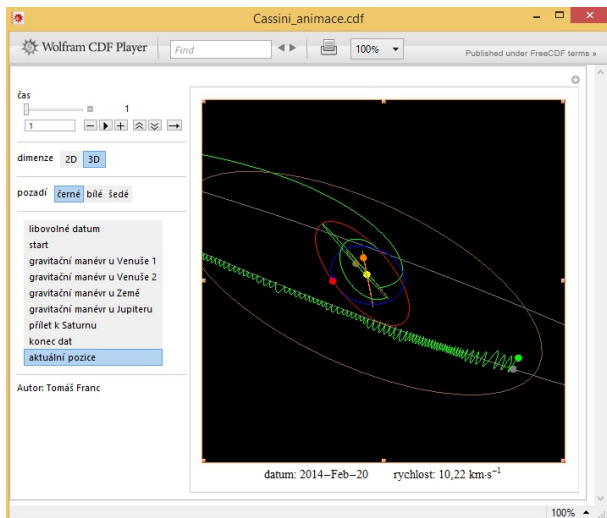 Cassini_animace.cdf
Wolfram CDF Player
Find
100%
Published under FreeCDF terms »
čas
1
1
dimenze 2D 3D
pozadí černé bílé šedé
libovolné datum
start
gravitační manévr u Venuše 1
gravitační manévr u Venuše 2
gravitační manévr u Země
gravitační manévr u Jupiteru
přílet k Saturnu
konec dat
aktuální pozice
Autor: Tomáš Franc
datum: 2014−Feb−20 rychlost: 10,22 km·s⁻¹
100%